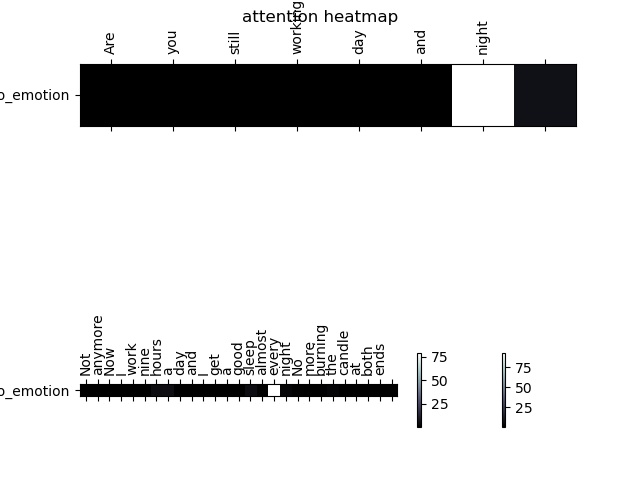 attention heatmap
Are you still working day and night
o_emotion
Not anymore Now I work nine hours a day and I get a good sleep almost every night No more burning the candle at both ends
o_emotion
75 50 25
75 50 25